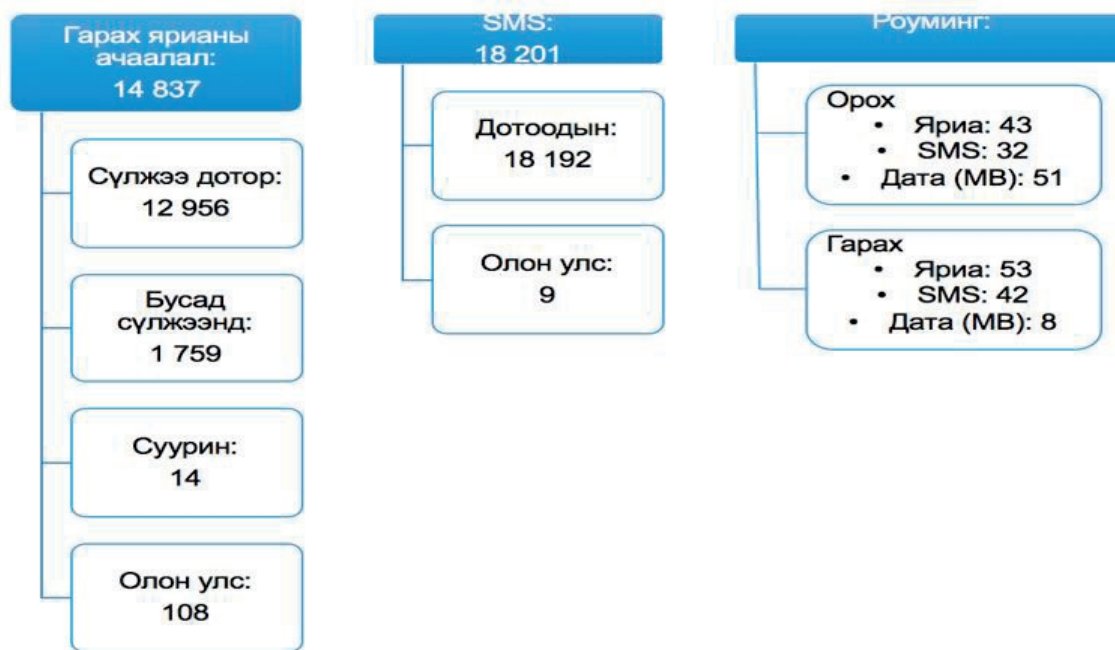 Гарах ярианы
ачаалал:
14 837
Сүлжээ дотор:
12 956
Бусад
сүлжээнд:
1 759
Суурин:
14
Олон улс:
108
SMS:
18 201
Дотоодын:
18 192
Олон улс:
9
Роуминг:
Орох
• Яриа: 43
• SMS: 32
• Дата (MB): 51
Гарах
• Яриа: 53
• SMS: 42
• Дата (MB): 8